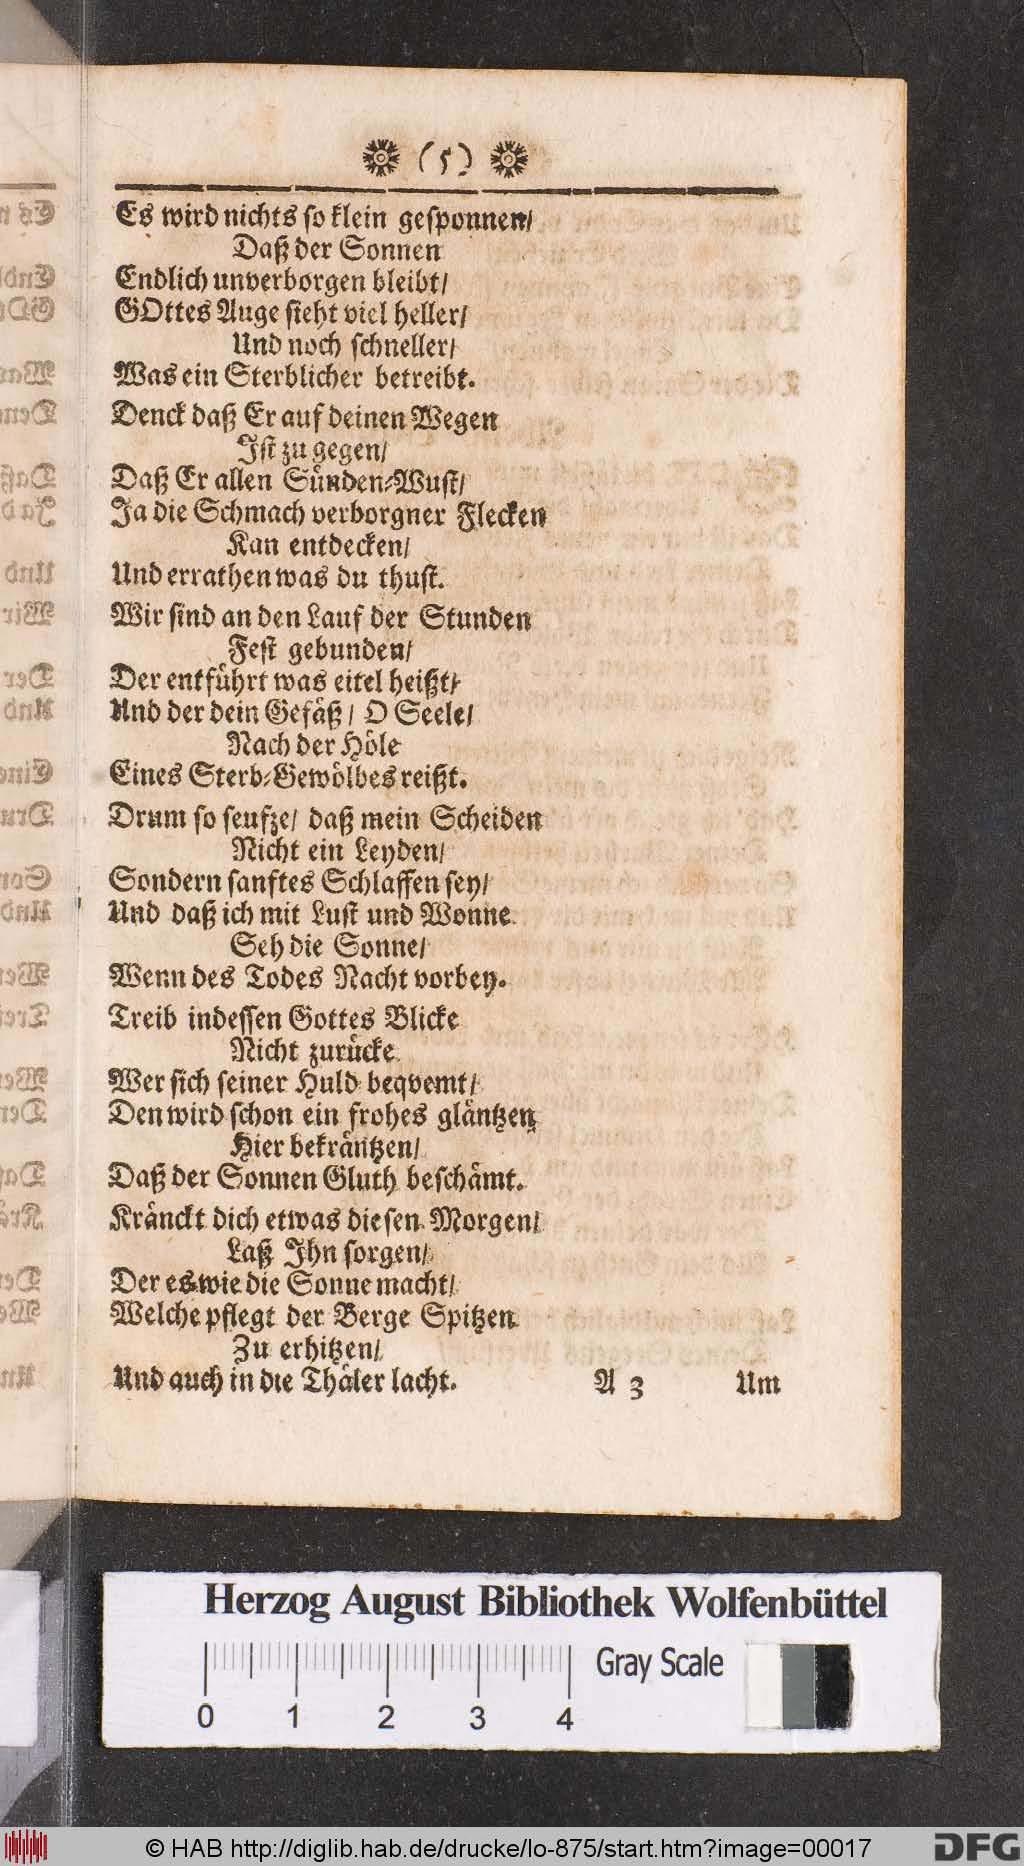 (5)
Es wird nichts so klein gesponnen/
Daß der Sonnen
Endlich unverborgen bleibt/
GOttes Auge sieht viel heller/
Und noch schneller/
Was ein Sterblicher betreibt.
Denck daß Er auf deinen Wegen
Ist zu gegen/
Daß Er allen Sünden-Wust/
Ja die Schmach verborgner Flecken
Kan entdecken/
Und errathen was du thust.
Wir sind an den Lauf der Stunden
Fest gebunden/
Der entführt was eitel heißt/
Und der dein Gefäß/ O Seele/
Nach der Höle
Eines Sterb-Gewölbes reißt.
Drum so seufze/ daß mein Scheiden
Nicht ein Leyden/
Sondern sanftes Schlaffen sey/
Und daß ich mit Lust und Wonne
Seh die Sonne/
Wenn des Todes Nacht vorbey.
Treib indessen Gottes Blicke
Nicht zurücke
Wer sich seiner Huld beqvemt/
Den wird schon ein frohes gläntzen
Hier bekräntzen/
Daß der Sonnen Gluth beschämt.
Kränckt dich etwas diesen Morgen/
Laß Ihn sorgen/
Der es wie die Sonne macht/
Welche pflegt der Berge Spitzen
Zu erhitzen/
Und auch in die Thäler lacht.
A 3 Um
Herzog August Bibliothek Wolfenbüttel
Gray Scale
0 1 2 3 4
© HAB http://diglib.hab.de/drucke/lo-875/start.htm?image=00017
DFG